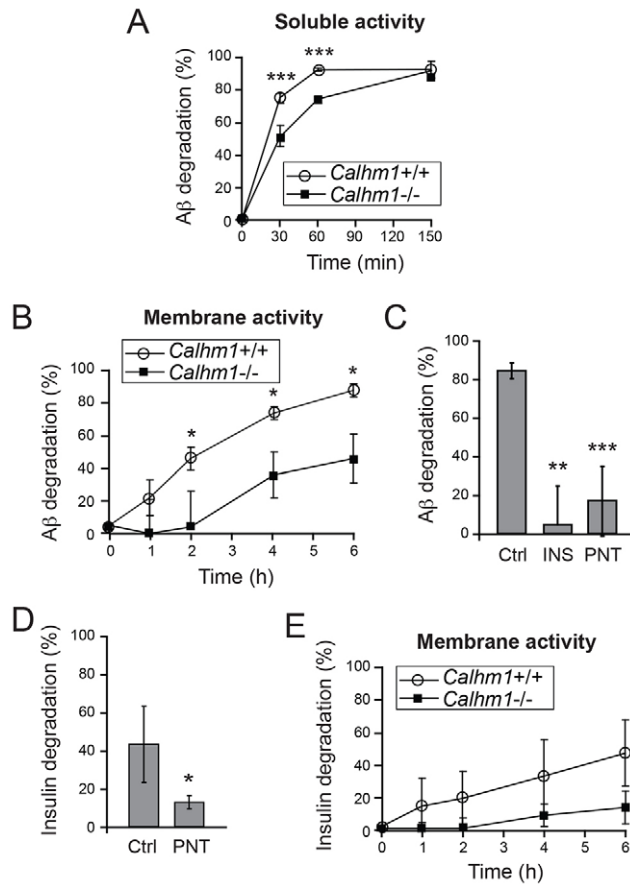 A
Soluble activity
Aβ degradation (%)
100
80
60
40
20
0
*** ***
Calhm1+/+
Calhm1-/-
0 30 60 90 120 150
Time (min)
B
Membrane activity
Calhm1+/+
Calhm1-/-
Aβ degradation (%)
100
80
60
40
20
0
* * *
0 1 2 3 4 5 6
Time (h)
C
Aβ degradation (%)
100
80
60
40
20
0
** ***
Ctrl INS PNT
D
Insulin degradation (%)
100
80
60
40
20
0
*
Ctrl PNT
E
Membrane activity
Insulin degradation (%)
100
80
60
40
20
0
Calhm1+/+
Calhm1-/-
0 1 2 3 4 5 6
Time (h)